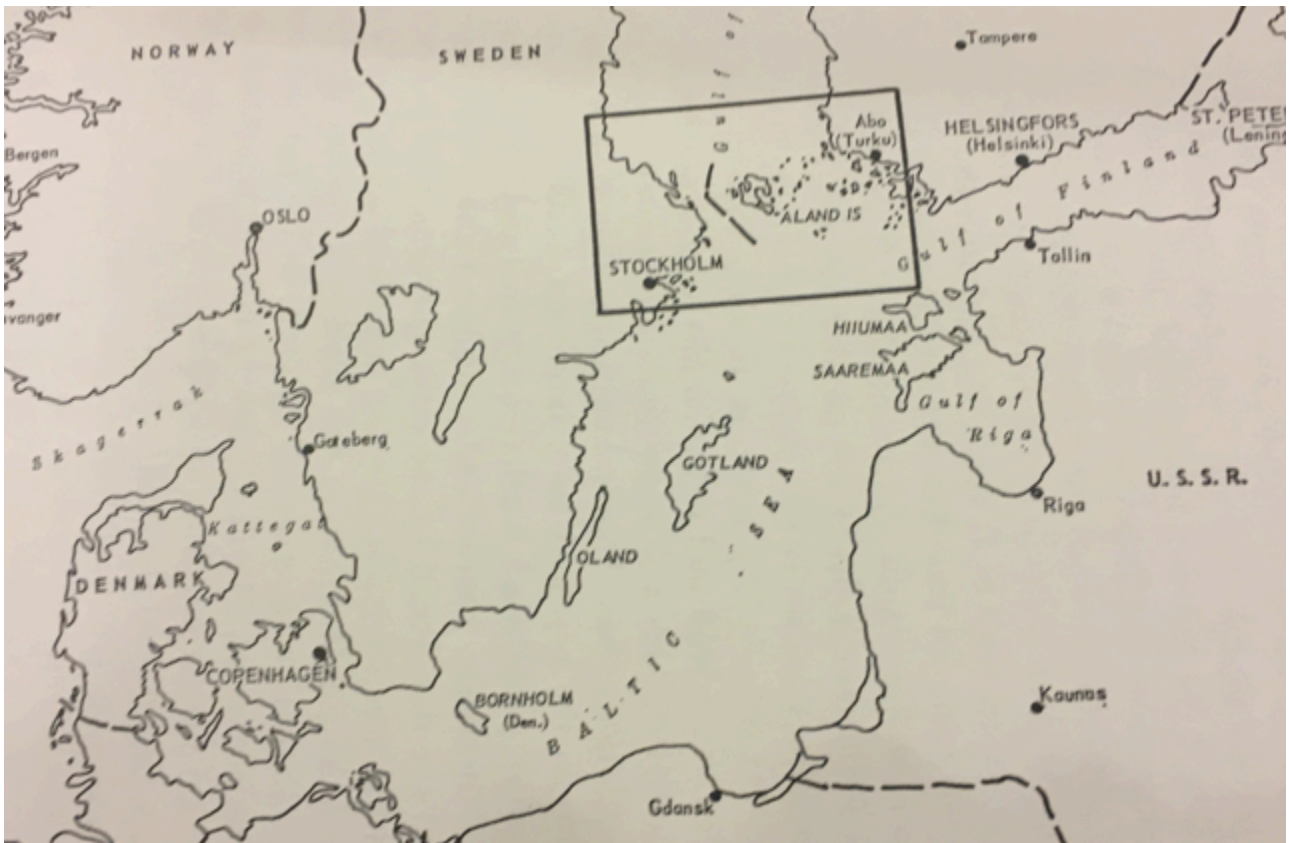 NORWAY
SWEDEN
Gulf of
Tampere
Abo
(Turku)
HELSINGFORS
(Helsinki)
ST. PETE
(Lenin
Bergen
OSLO
ALAND IS
Gulf of Finland
STOCKHOLM
Tallin
vanger
HIIUMAA
SAAREMAA
Gulf of
Riga
Skagerrak
Goteberg
GOTLAND
U.S.S.R.
Riga
Kattegat
OLAND
DENMARK
BALTIC SEA
COPENHAGEN
BORNHOLM
(Den.)
Kaunas
Gdansk